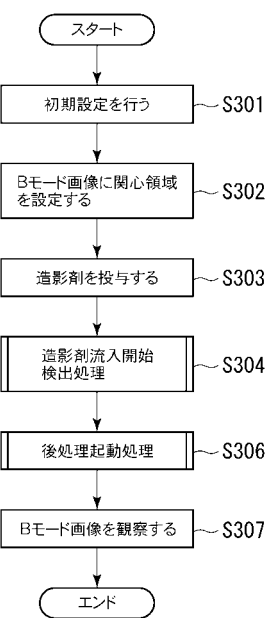 スタート
初期設定を行う
S301
Bモード画像に関心領域
を設定する
S302
造影剤を投与する
S303
造影剤流入開始
検出処理
S304
後処理起動処理
S306
Bモード画像を観察する
S307
エンド